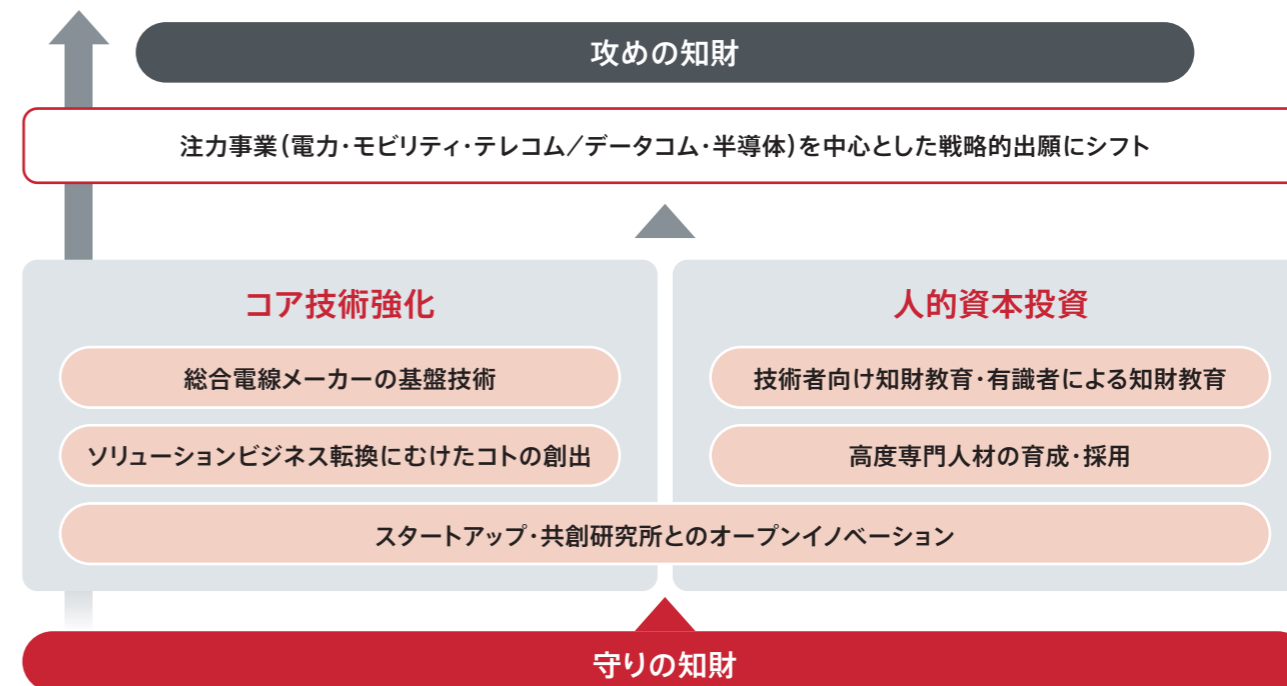 攻めの知財
注力事業(電力・モビリティ・テレコム／データコム・半導体)を中心とした戦略的出願にシフト
コア技術強化
総合電線メーカーの基盤技術
ソリューションビジネス転換にむけたコトの創出
人的資本投資
技術者向け知財教育・有識者による知財教育
高度専門人材の育成・採用
スタートアップ・共創研究所とのオープンイノベーション
守りの知財